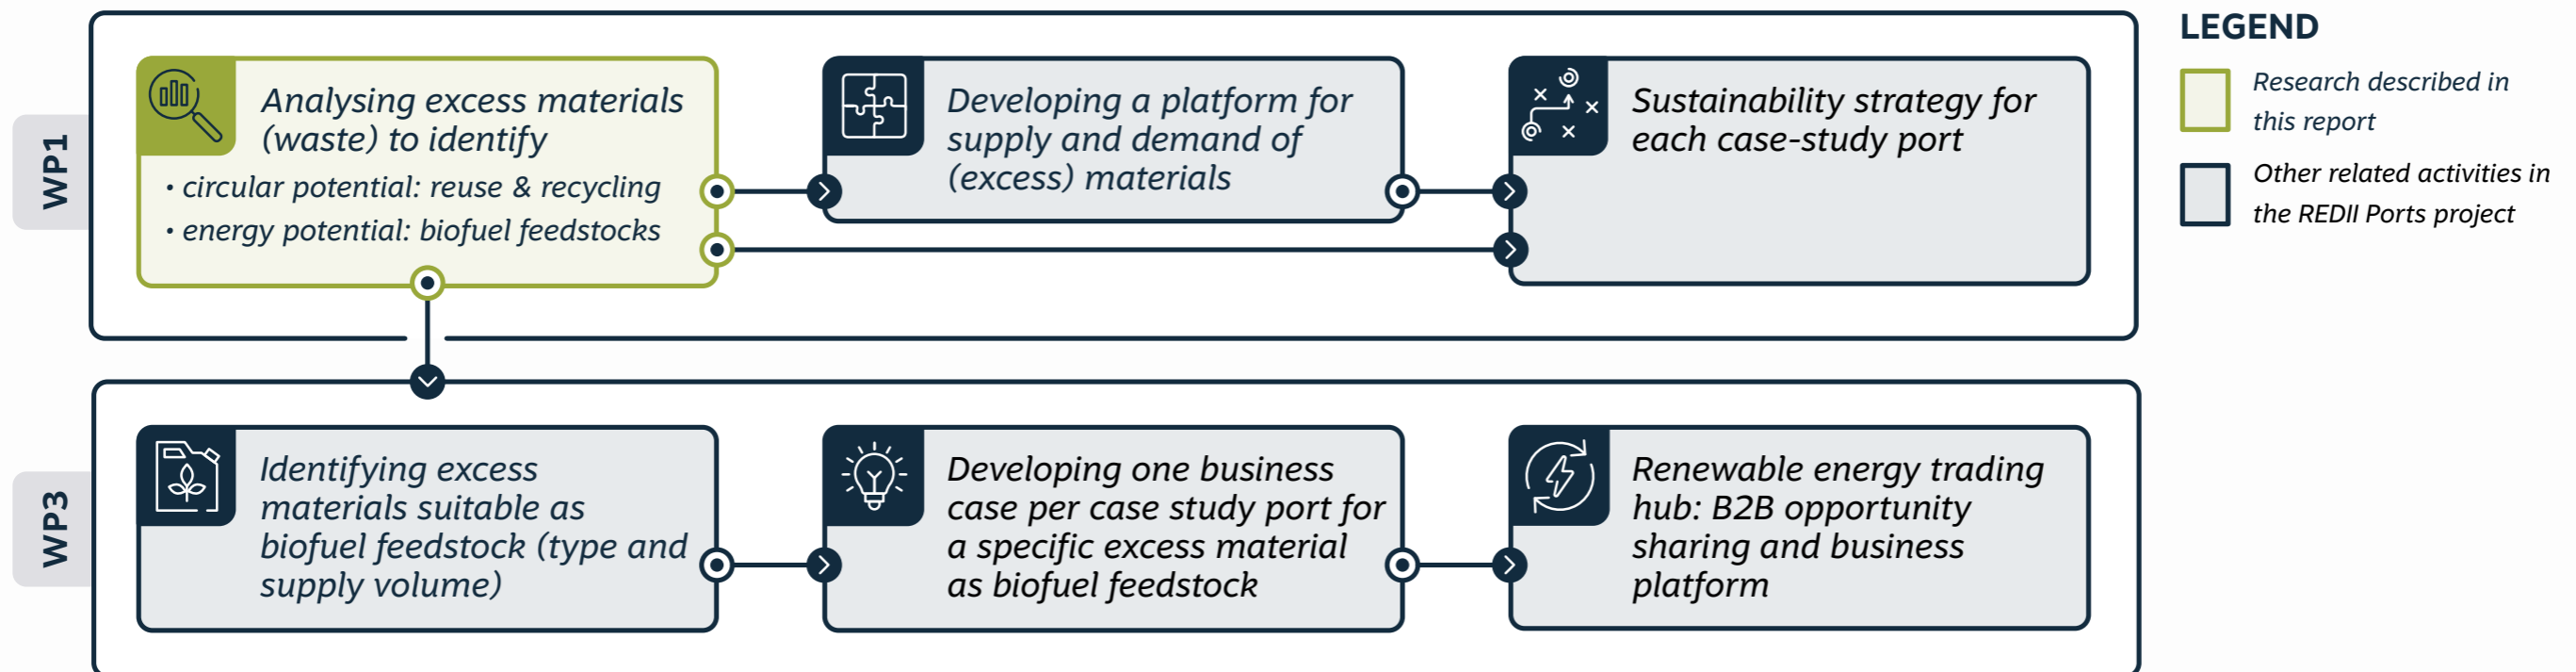 WP1
Analysing excess materials
(waste) to identify
• circular potential: reuse & recycling
• energy potential: biofuel feedstocks
Developing a platform for
supply and demand of
(excess) materials
Sustainability strategy for
each case-study port
LEGEND
Research described in
this report
Other related activities in
the REDII Ports project
WP3
Identifying excess
materials suitable as
biofuel feedstock (type and
supply volume)
Developing one business
case per case study port for
a specific excess material
as biofuel feedstock
Renewable energy trading
hub: B2B opportunity
sharing and business
platform